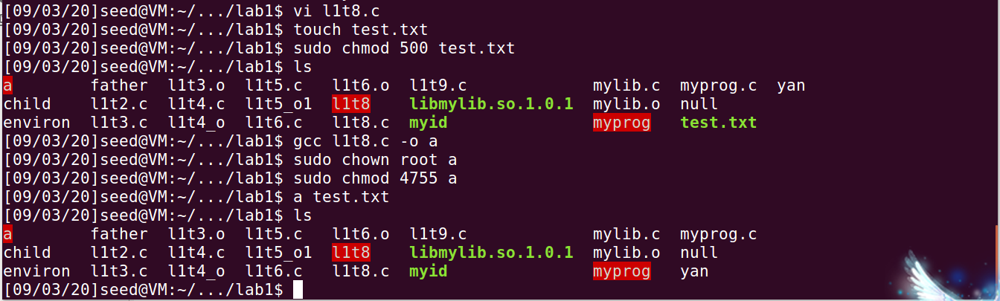 [09/03/20]seed@VM:~/.../lab1$ vi l1t8.c
[09/03/20]seed@VM:~/.../lab1$ touch test.txt
[09/03/20]seed@VM:~/.../lab1$ sudo chmod 500 test.txt
[09/03/20]seed@VM:~/.../lab1$ ls
a        father  l1t3.o  l1t5.c   l1t6.o  l1t9.c             mylib.c  myprog.c  yan
child    l1t2.c  l1t4.c  l1t5_o1  l1t8    libmylib.so.1.0.1  mylib.o  null
environ  l1t3.c  l1t4_o  l1t6.c   l1t8.c  myid               myprog   test.txt
[09/03/20]seed@VM:~/.../lab1$ gcc l1t8.c -o a
[09/03/20]seed@VM:~/.../lab1$ sudo chown root a
[09/03/20]seed@VM:~/.../lab1$ sudo chmod 4755 a
[09/03/20]seed@VM:~/.../lab1$ a test.txt
[09/03/20]seed@VM:~/.../lab1$ ls
a        father  l1t3.o  l1t5.c   l1t6.o  l1t9.c             mylib.c  myprog.c
child    l1t2.c  l1t4.c  l1t5_o1  l1t8    libmylib.so.1.0.1  mylib.o  null
environ  l1t3.c  l1t4_o  l1t6.c   l1t8.c  myid               myprog   yan
[09/03/20]seed@VM:~/.../lab1$